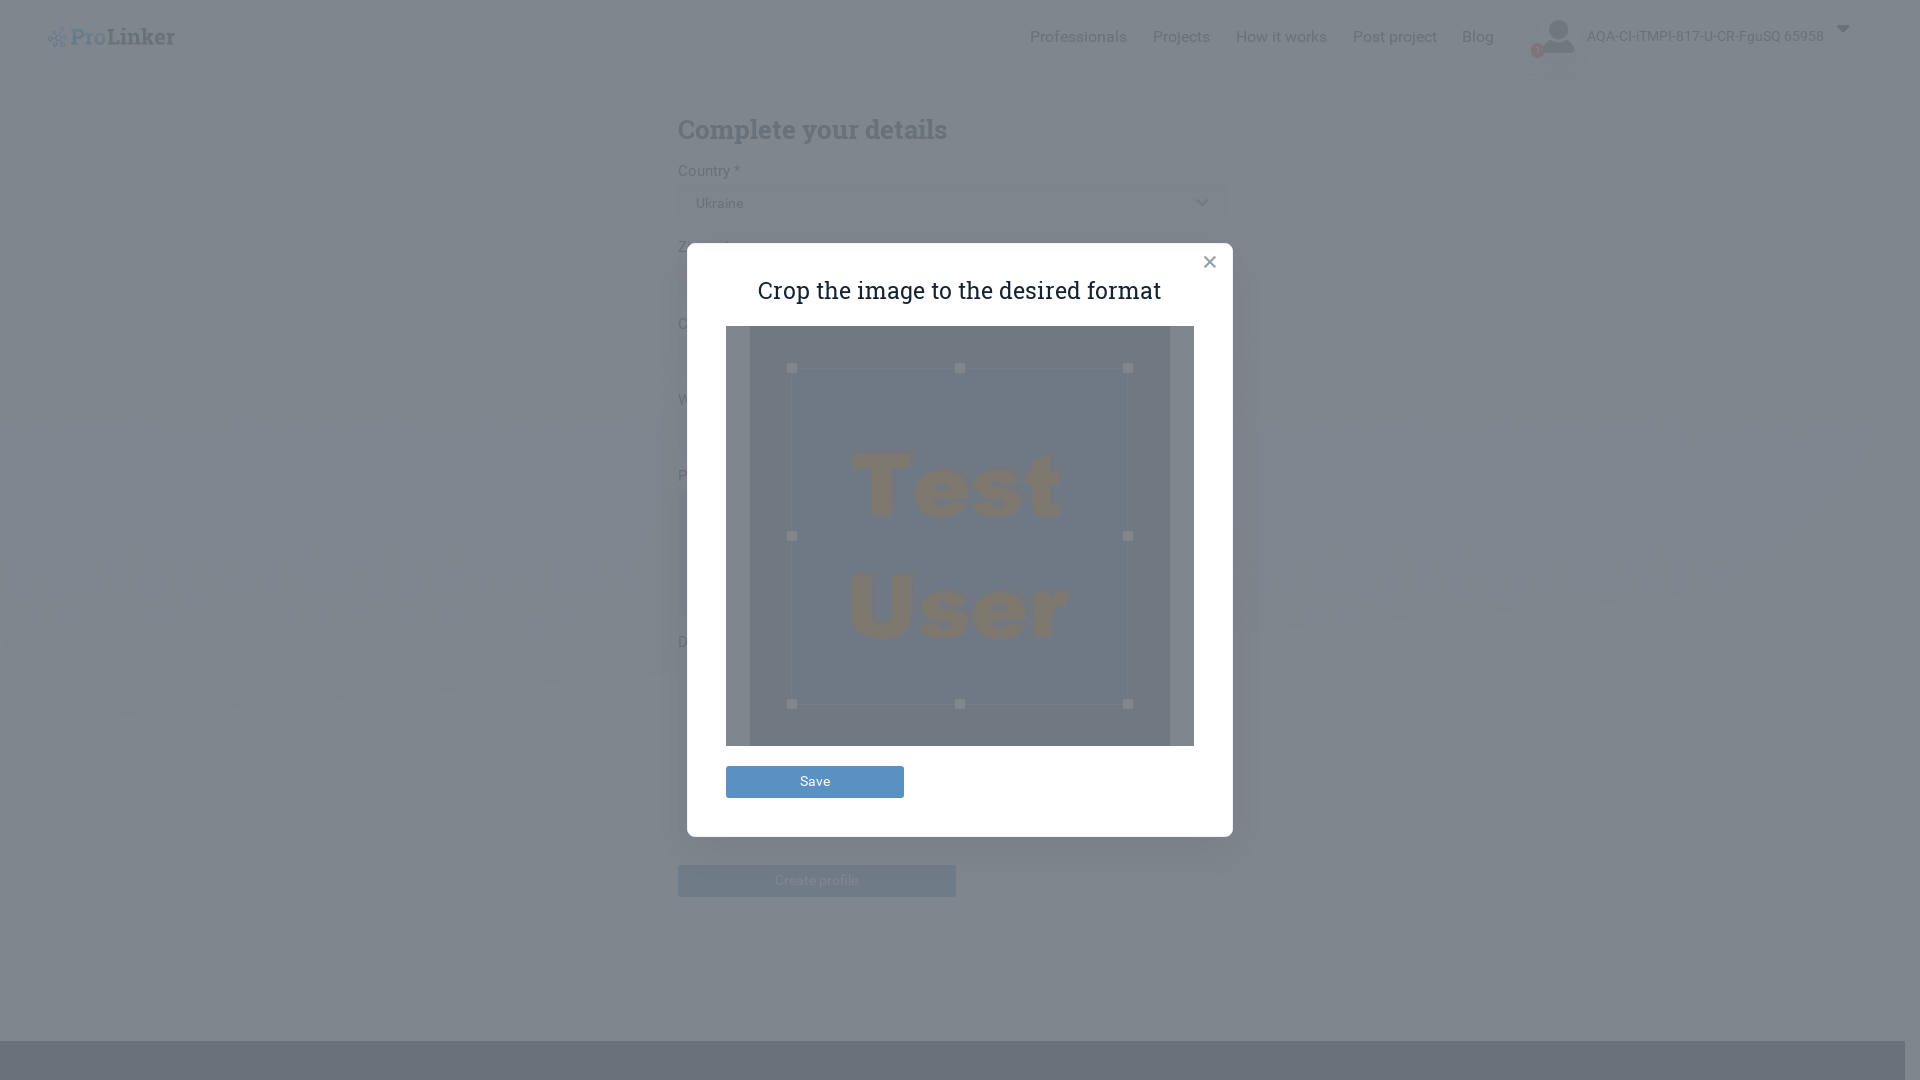 ProLinker
Professionals
Projects
How it works
Post project
Blog
AQA-CI-ITMPI-817-U-CR-FguSQ 65958
Complete your details
Country *
Ukraine
Crop the image to the desired format
Test
User
Save
Create profile